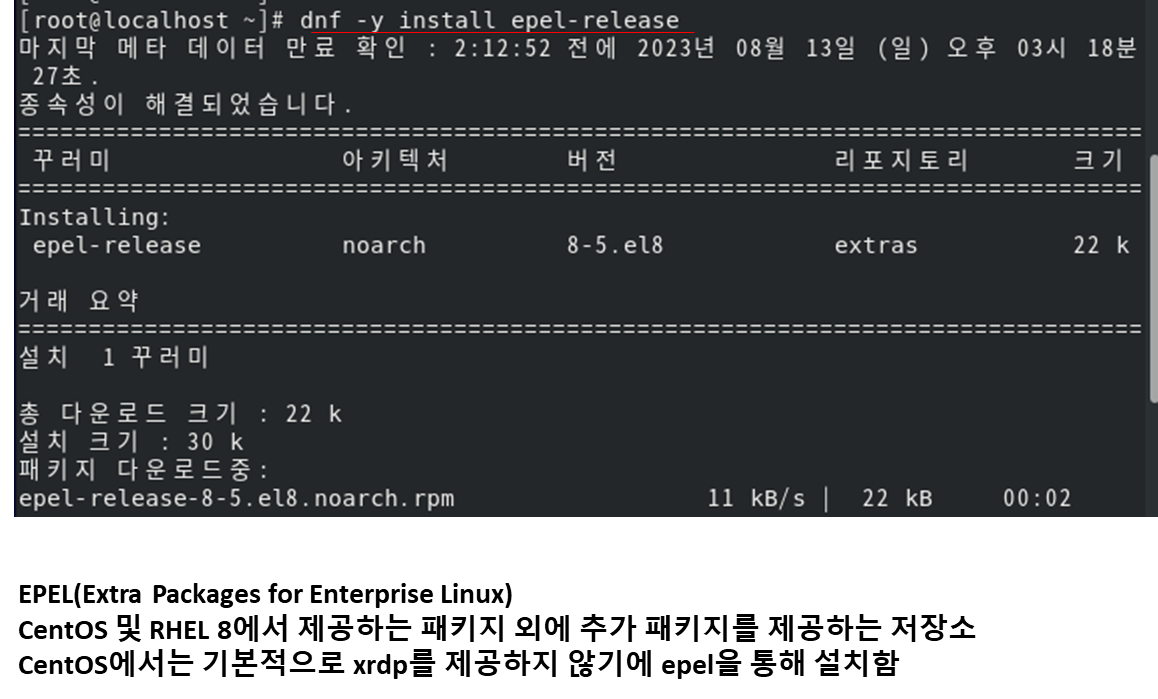 [root@localhost ~]# dnf -y install epel-release
마지막 메타 데이터 만료 확인 : 2:12:52 전에 2023년 08월 13일 (일) 오후 03시 18분
27초.
종속성이 해결되었습니다.
================================================================================
꾸러미 아키텍처 버전 리포지토리 크기
================================================================================
Installing:
epel-release noarch 8-5.el8 extras 22 k
거래 요약
================================================================================
설치 1 꾸러미
총 다운로드 크기 : 22 k
설치 크기 : 30 k
패키지 다운로드중:
epel-release-8-5.el8.noarch.rpm 11 kB/s | 22 kB 00:02
EPEL(Extra Packages for Enterprise Linux)
CentOS 및 RHEL 8에서 제공하는 패키지 외에 추가 패키지를 제공하는 저장소
CentOS에서는 기본적으로 xrdp를 제공하지 않기에 epel을 통해 설치함